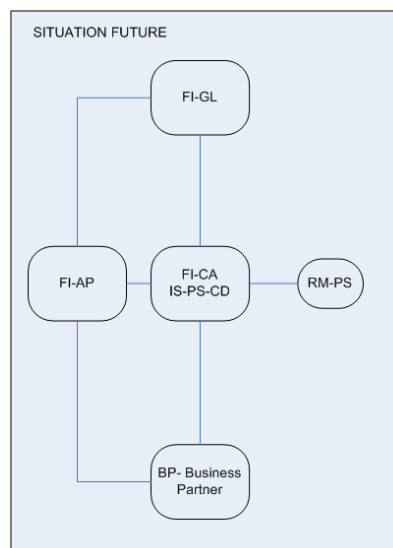 SITUATION FUTURE
FI-GL
FI-AP
FI-CA
IS-PS-CD
RM-PS
BP- Business
Partner